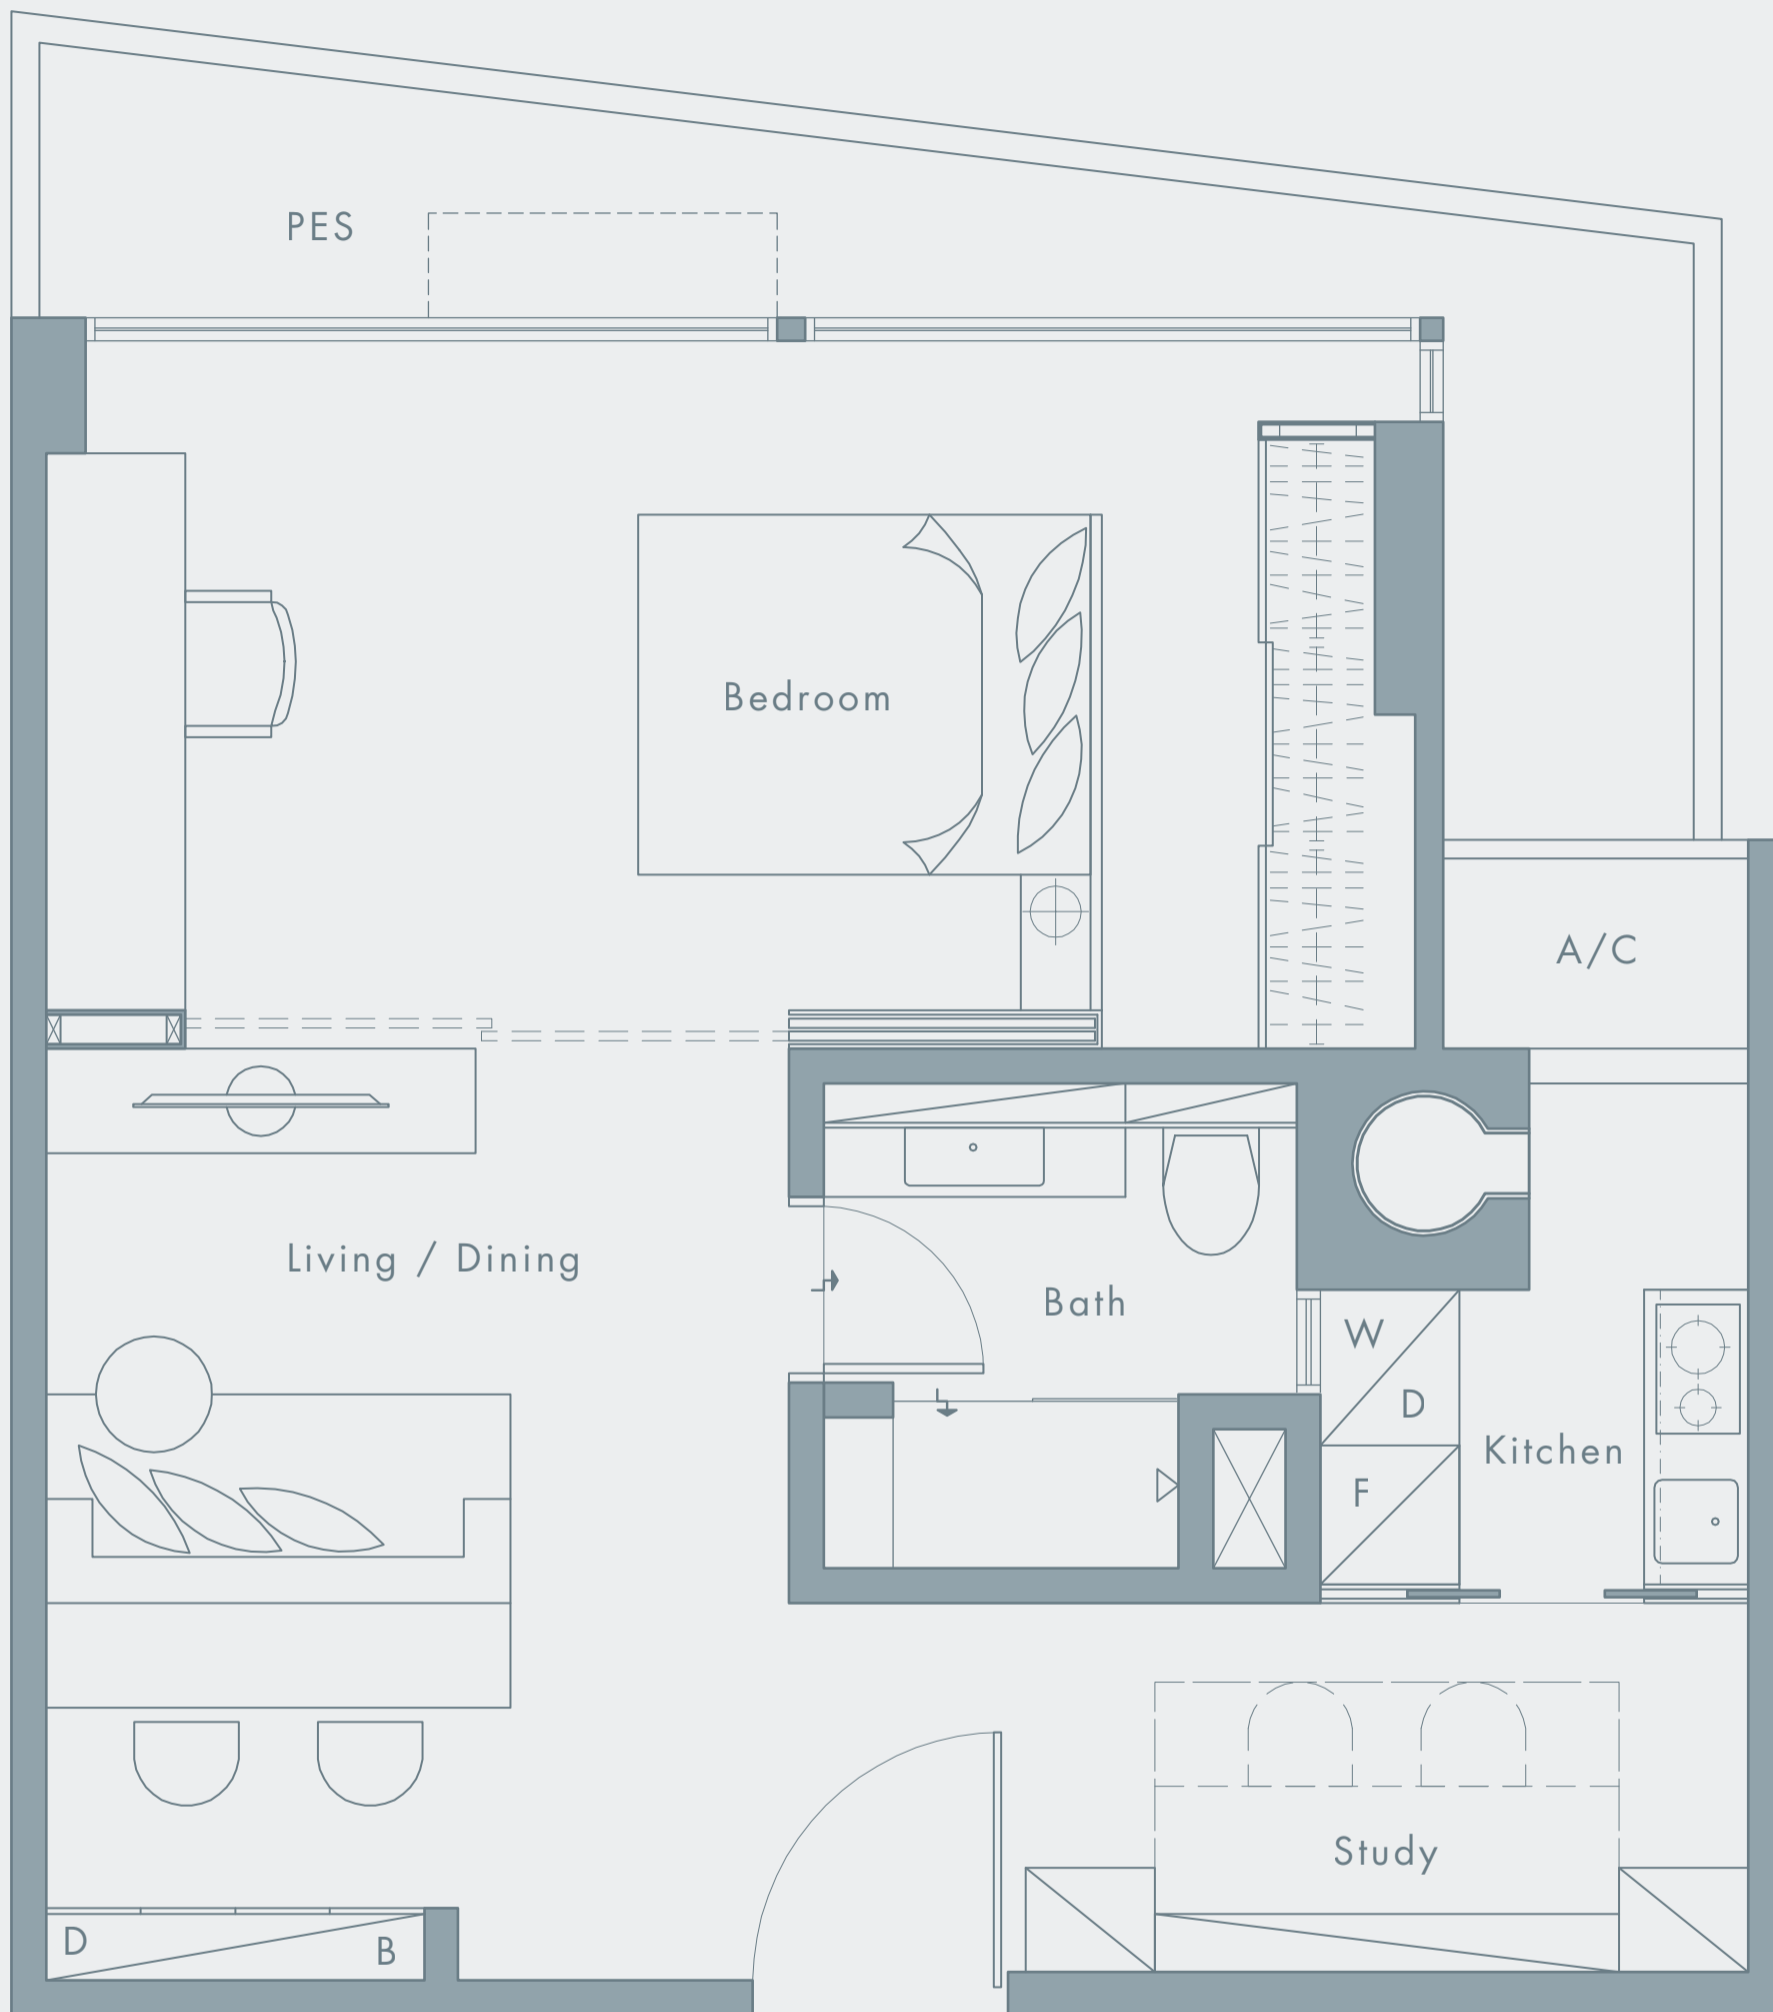 PES
Bedroom
A/C
Living / Dining
Bath
W
D
Kitchen
F
Study
D
B